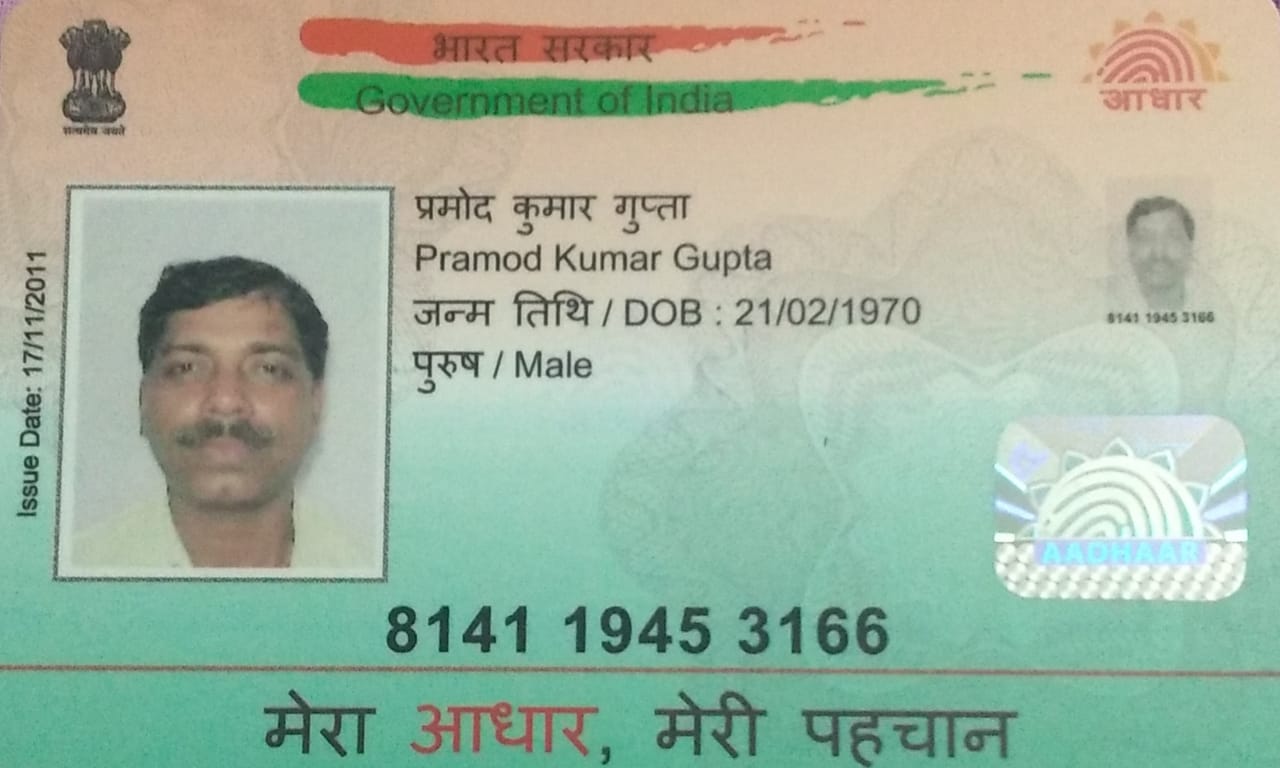 भारत सरकार
Government of India
सत्यमेव जयते
आधार
Issue Date: 17/11/2011
प्रमोद कुमार गुप्ता
Pramod Kumar Gupta
जन्म तिथि / DOB : 21/02/1970
पुरुष / Male
8141 1945 3166
AADHAAR
8141 1945 3166
मेरा आधार, मेरी पहचान